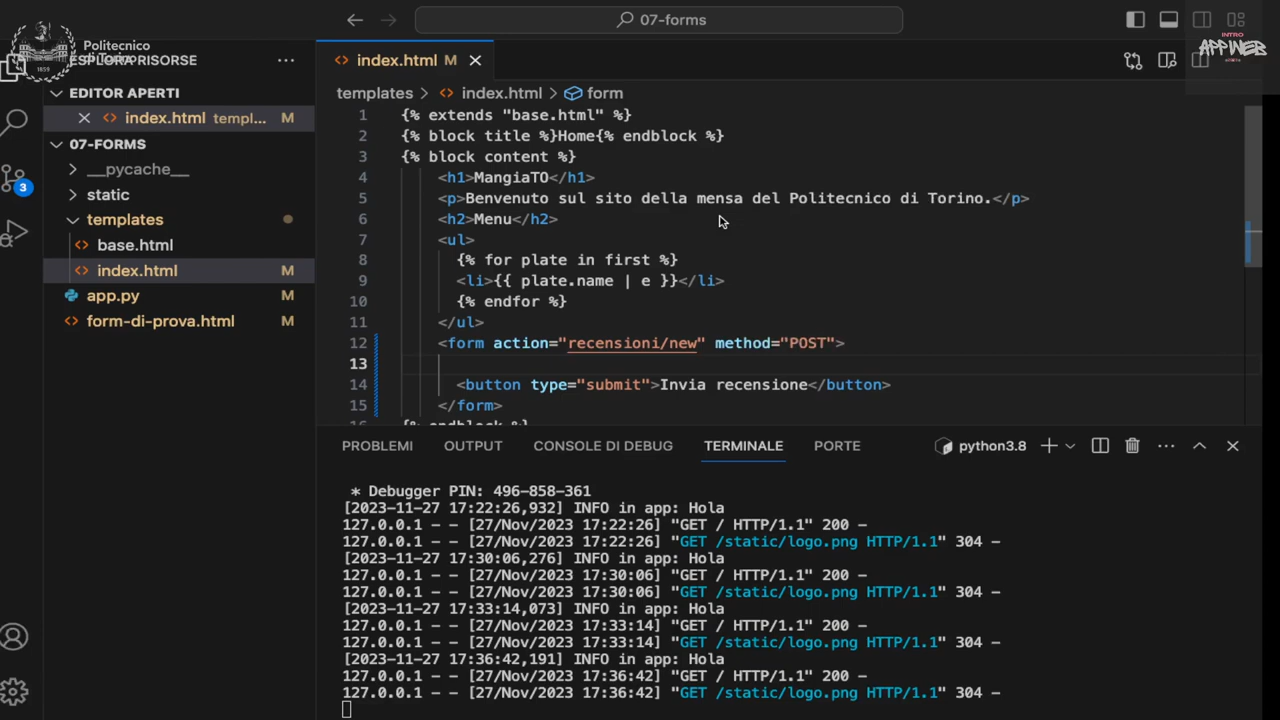 07-forms
1859
Politecnico
di Torino
INTRO
APPWEB
ESPLORA RISORSE
index.html M
EDITOR APERTI
index.html templ... M
07-FORMS
__pycache__
static
templates
base.html
index.html M
app.py M
form-di-prova.html M
3
templates > index.html > form
1 {% extends "base.html" %}
2 {% block title %}Home{% endblock %}
3 {% block content %}
4 <h1>MangiaTO</h1>
5 <p>Benvenuto sul sito della mensa del Politecnico di Torino.</p>
6 <h2>Menu</h2>
7 <ul>
8 {% for plate in first %}
9 <li>{{ plate.name | e }}</li>
10 {% endfor %}
11 </ul>
12 <form action="recensioni/new" method="POST">
13
14 <button type="submit">Invia recensione</button>
15 </form>
16 {% endblock %}
PROBLEMI OUTPUT CONSOLE DI DEBUG TERMINALE PORTE python3.8
* Debugger PIN: 496-858-361
[2023-11-27 17:22:26,932] INFO in app: Hola
127.0.0.1 - - [27/Nov/2023 17:22:26] "GET / HTTP/1.1" 200 -
127.0.0.1 - - [27/Nov/2023 17:22:26] "GET /static/logo.png HTTP/1.1" 304 -
[2023-11-27 17:30:06,276] INFO in app: Hola
127.0.0.1 - - [27/Nov/2023 17:30:06] "GET / HTTP/1.1" 200 -
127.0.0.1 - - [27/Nov/2023 17:30:06] "GET /static/logo.png HTTP/1.1" 304 -
[2023-11-27 17:33:14,073] INFO in app: Hola
127.0.0.1 - - [27/Nov/2023 17:33:14] "GET / HTTP/1.1" 200 -
127.0.0.1 - - [27/Nov/2023 17:33:14] "GET /static/logo.png HTTP/1.1" 304 -
[2023-11-27 17:36:42,191] INFO in app: Hola
127.0.0.1 - - [27/Nov/2023 17:36:42] "GET / HTTP/1.1" 200 -
127.0.0.1 - - [27/Nov/2023 17:36:42] "GET /static/logo.png HTTP/1.1" 304 -